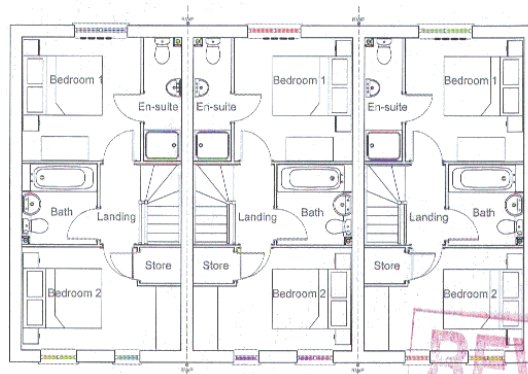 Bedroom 1
En-suite
En-suite
Bedroom 1
En-suite
Bedroom 1
Bath
Landing
Landing
Bath
Landing
Bath
Store
Store
Store
Bedroom 2
Bedroom 2
Bedroom 2